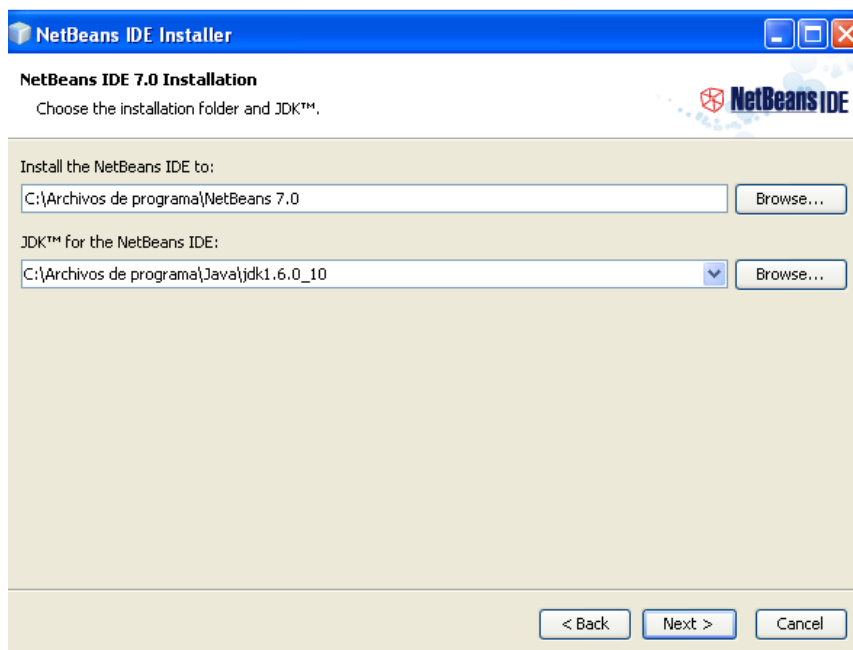 NetBeans IDE Installer
NetBeans IDE 7.0 Installation
Choose the installation folder and JDK™.
NetBeans IDE
Install the NetBeans IDE to:
C:\Archivos de programa\NetBeans 7.0
Browse...
JDK™ for the NetBeans IDE:
C:\Archivos de programa\Java\jdk1.6.0_10
Browse...
< Back
Next >
Cancel